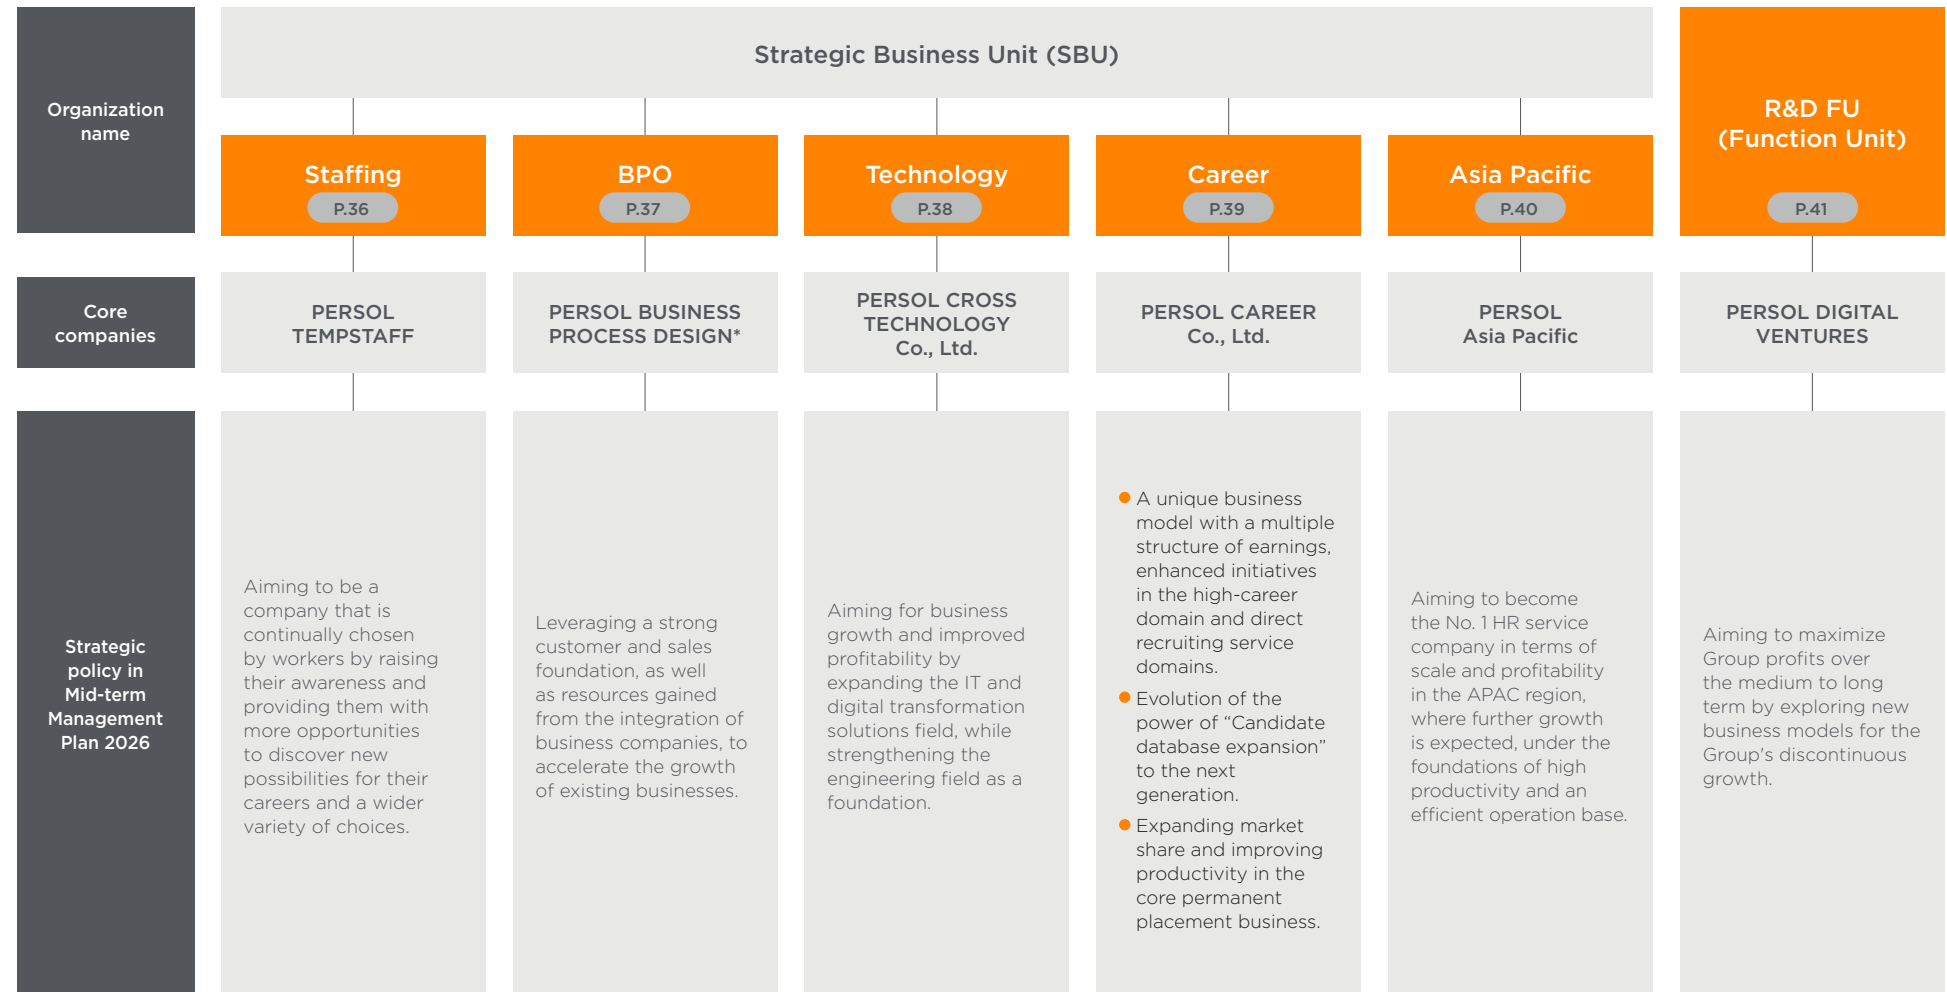 Organization
name
Strategic Business Unit (SBU)
Staffing
P.36
BPO
P.37
Technology
P.38
Career
P.39
Asia Pacific
P.40
R&D FU
(Function Unit)
P.41
Core
companies
PERSOL
TEMPSTAFF
PERSOL BUSINESS
PROCESS DESIGN*
PERSOL CROSS
TECHNOLOGY
Co., Ltd.
PERSOL CAREER
Co., Ltd.
PERSOL
Asia Pacific
PERSOL DIGITAL
VENTURES
Strategic
policy in
Mid-term
Management
Plan 2026
Aiming to be a
company that is
continually chosen
by workers by raising
their awareness and
providing them with
more opportunities
to discover new
possibilities for their
careers and a wider
variety of choices.
Leveraging a strong
customer and sales
foundation, as well
as resources gained
from the integration of
business companies, to
accelerate the growth
of existing businesses.
Aiming for business
growth and improved
profitability by
expanding the IT and
digital transformation
solutions field, while
strengthening the
engineering field as a
foundation.
● A unique business
model with a multiple
structure of earnings,
enhanced initiatives
in the high-career
domain and direct
recruiting service
domains.
● Evolution of the
power of “Candidate
database expansion”
to the next
generation.
● Expanding market
share and improving
productivity in the
core permanent
placement business.
Aiming to become
the No. 1 HR service
company in terms of
scale and profitability
in the APAC region,
where further growth
is expected, under the
foundations of high
productivity and an
efficient operation base.
Aiming to maximize
Group profits over
the medium to long
term by exploring new
business models for the
Group's discontinuous
growth.